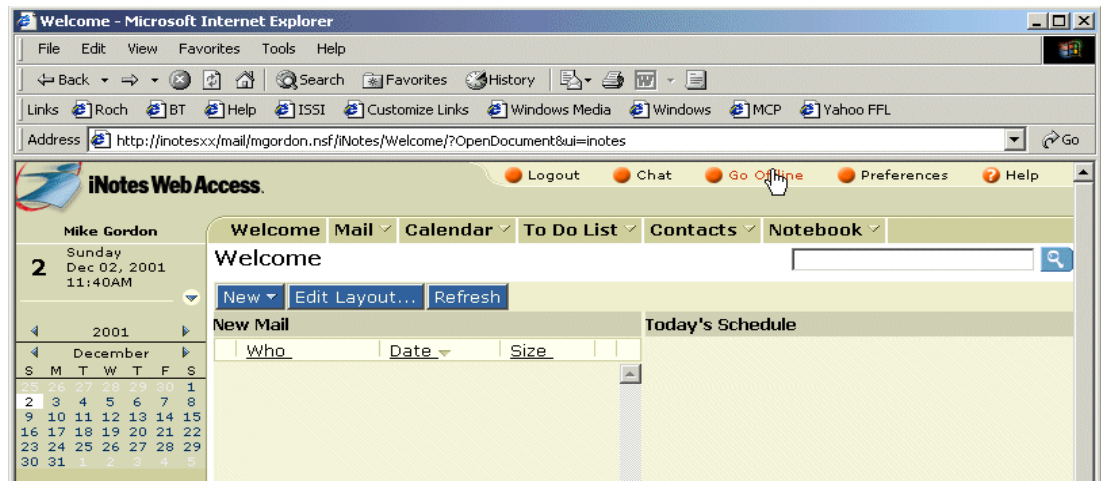 Welcome - Microsoft Internet Explorer
File Edit View Favorites Tools Help
Back Search Favorites History
Links Roch BT Help ISSI Customize Links Windows Media Windows MCP Yahoo FFL
Address http://inotesxx/mail/mgordon.nsf/iNotes/Welcome/?OpenDocument&ui=inotes Go
iNotes Web Access. Logout Chat Go Offline Preferences Help
Mike Gordon Welcome Mail Calendar To Do List Contacts Notebook
2 Sunday Dec 02, 2001 11:40AM
Welcome
New Edit Layout... Refresh
2001
New Mail Today's Schedule
December
Who Date Size
S M T W T F S
25 26 27 28 29 30 1
2 3 4 5 6 7 8
9 10 11 12 13 14 15
16 17 18 19 20 21 22
23 24 25 26 27 28 29
30 31 1 2 3 4 5